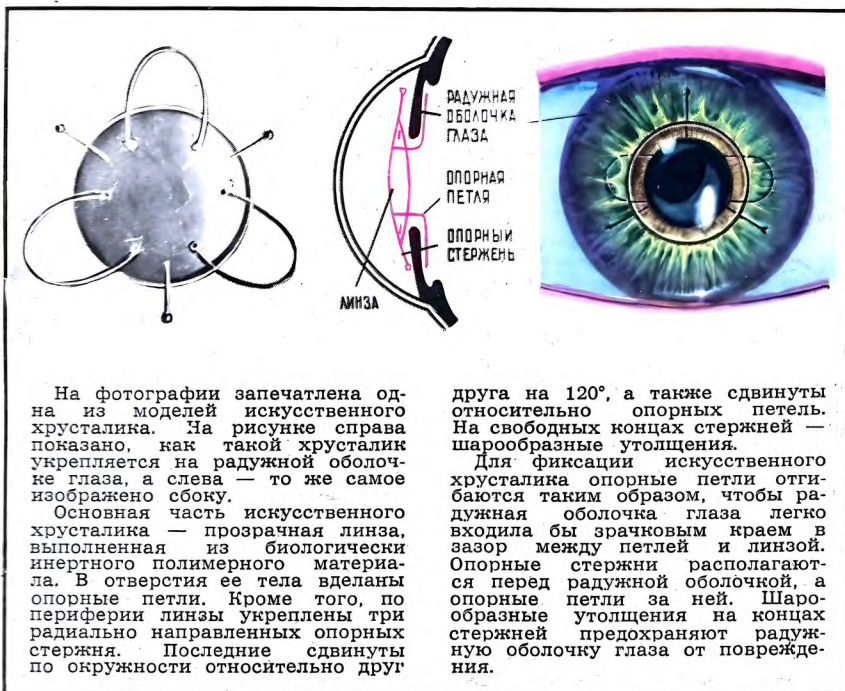 РАДУЖНАЯ
ОБОЛОЧКА
ГЛАЗА
ОПОРНАЯ
ПЕТЛЯ
ОПОРНЫЙ
СТЕРЖЕНЬ
ЛИНЗА
На фотографии запечатлена од-
на из моделей искусственного
хрусталика. На рисунке справа
показано, как такой хрусталик
укрепляется на радужной оболоч-
ке глаза, а слева — то же самое
изображено сбоку.
Основная часть искусственного
хрусталика — прозрачная линза,
выполненная из биологически
инертного полимерного материа-
ла. В отверстия ее тела вделаны
опорные петли. Кроме того, по
периферии линзы укреплены три
радиально направленных опорных
стержня. Последние сдвинуты
по окружности относительно друг
друга на 120°, а также сдвинуты
относительно опорных петель.
На свободных концах стержней —
шарообразные утолщения.
Для фиксации искусственного
хрусталика опорные петли отги-
баются таким образом, чтобы ра-
дужная оболочка глаза легко
входила бы зрачковым краем в
зазор между петлей и линзой.
Опорные стержни располагают-
ся перед радужной оболочкой, а
опорные петли за ней. Шаро-
образные утолщения на концах
стержней предохраняют радуж-
ную оболочку глаза от поврежде-
ния.